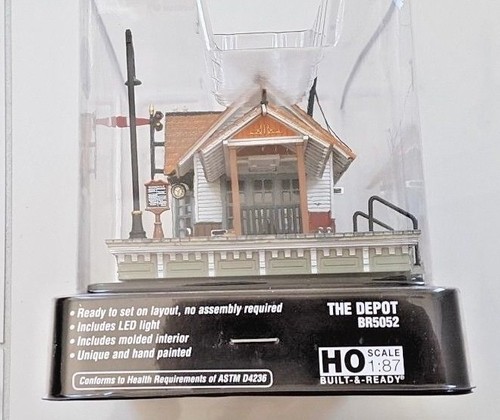 • Ready to set on layout, no assembly required
• Includes LED light
• Includes molded interior
• Unique and hand painted
Conforms to Health Requirements of ASTM D4236
THE DEPOT
BR5052
HO SCALE
1:87
BUILT-&-READY®